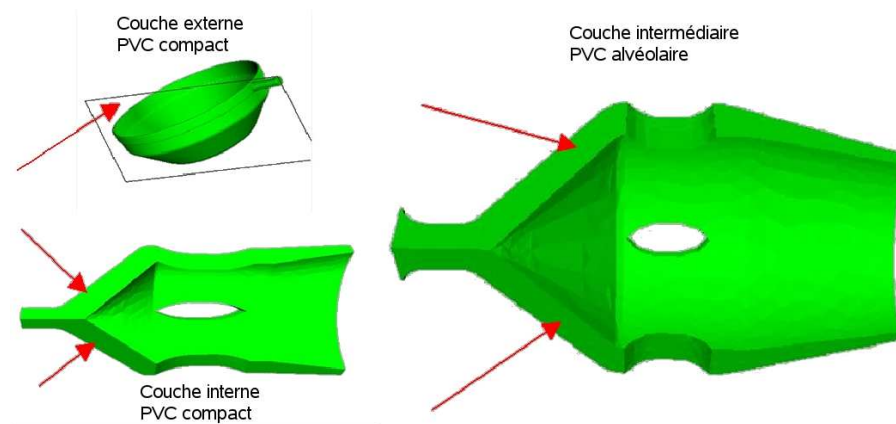 Couche externe
PVC compact
Couche intermédiaire
PVC alvéolaire
Couche interne
PVC compact